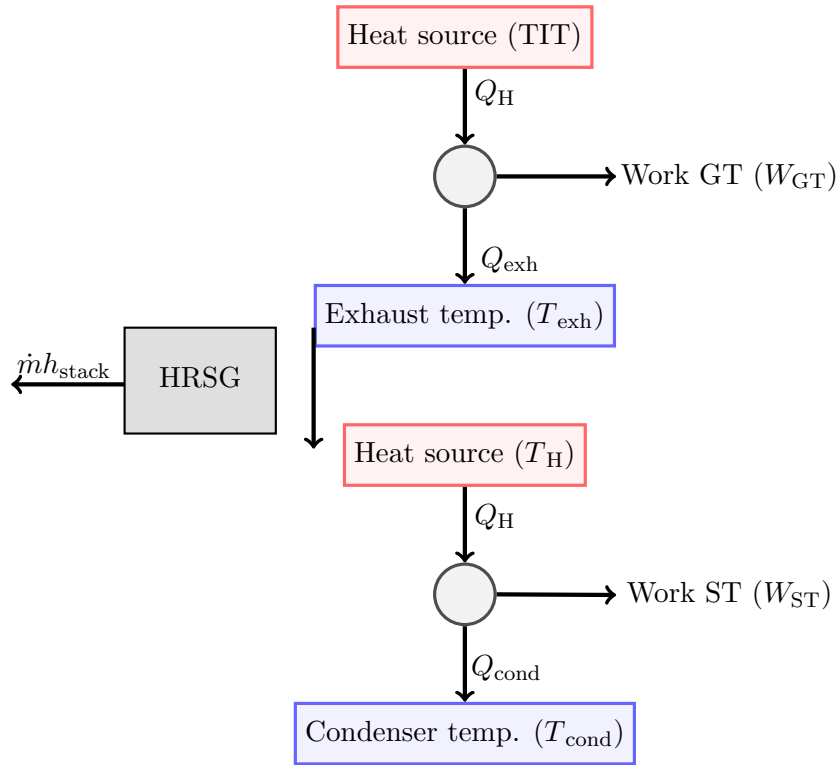 Heat source (TIT)
Q_H
Work GT (W_GT)
Q_exh
Exhaust temp. (T_exh)
ṁh_stack
HRSG
Heat source (T_H)
Q_H
Work ST (W_ST)
Q_cond
Condenser temp. (T_cond)